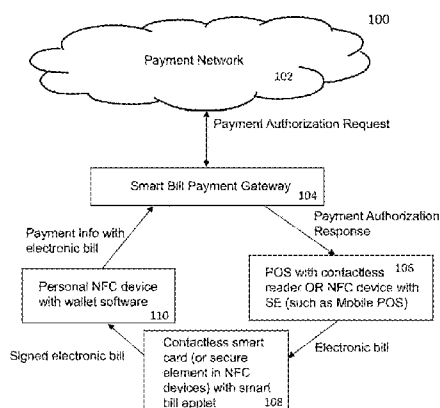 100
Payment Network
102
Payment Authorization Request
Smart Bill Payment Gateway
104
Payment info with
electronic bill
Payment Authorization
Response
Personal NFC device
with wallet software
110
POS with contactless
106
reader OR NFC device with
SE (such as Mobile POS)
Signed electronic bill
Contactless smart
card (or secure
element in NFC
devices) with smart
bill applet
108
Electronic bill